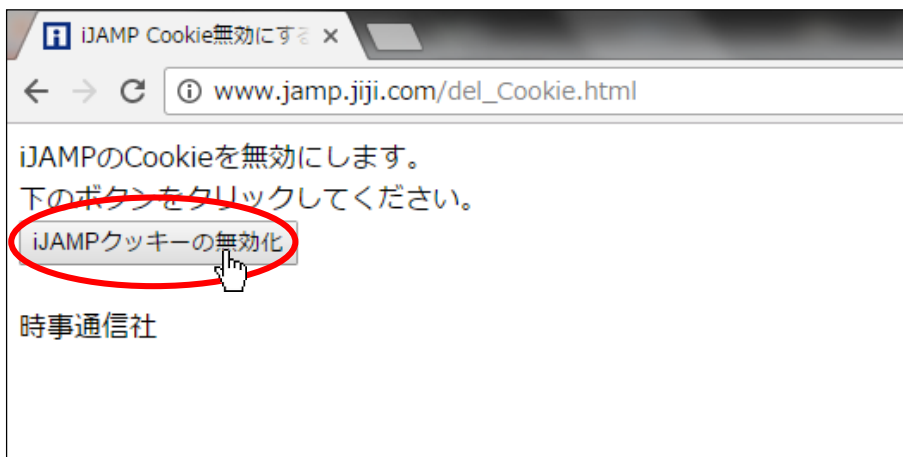 iJAMP Cookie無効にする
www.jamp.jiji.com/del_Cookie.html
iJAMPのCookieを無効にします。
下のボタンをクリックしてください。
iJAMPクッキーの無効化
時事通信社